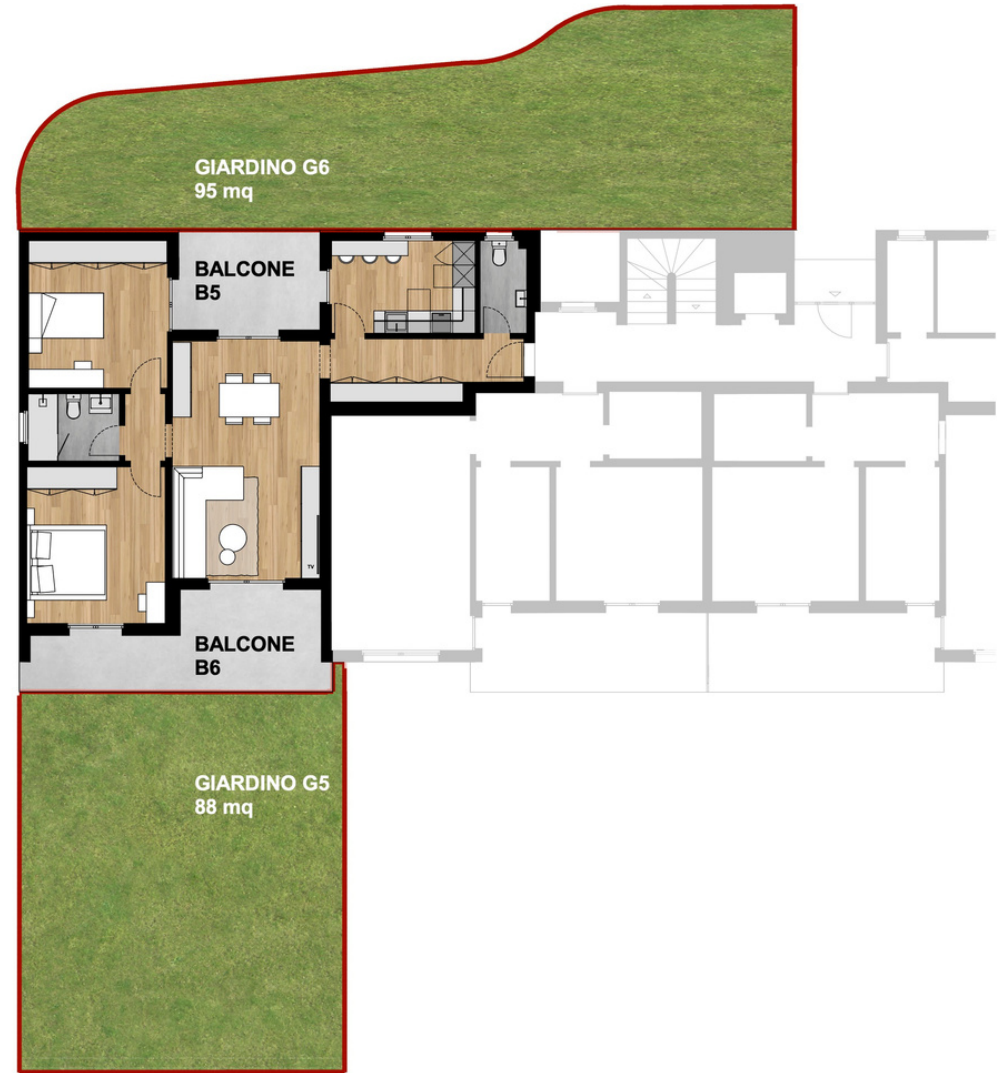 GIARDINO G6
95 mq
BALCONE
B5
TV
BALCONE
B6
GIARDINO G5
88 mq